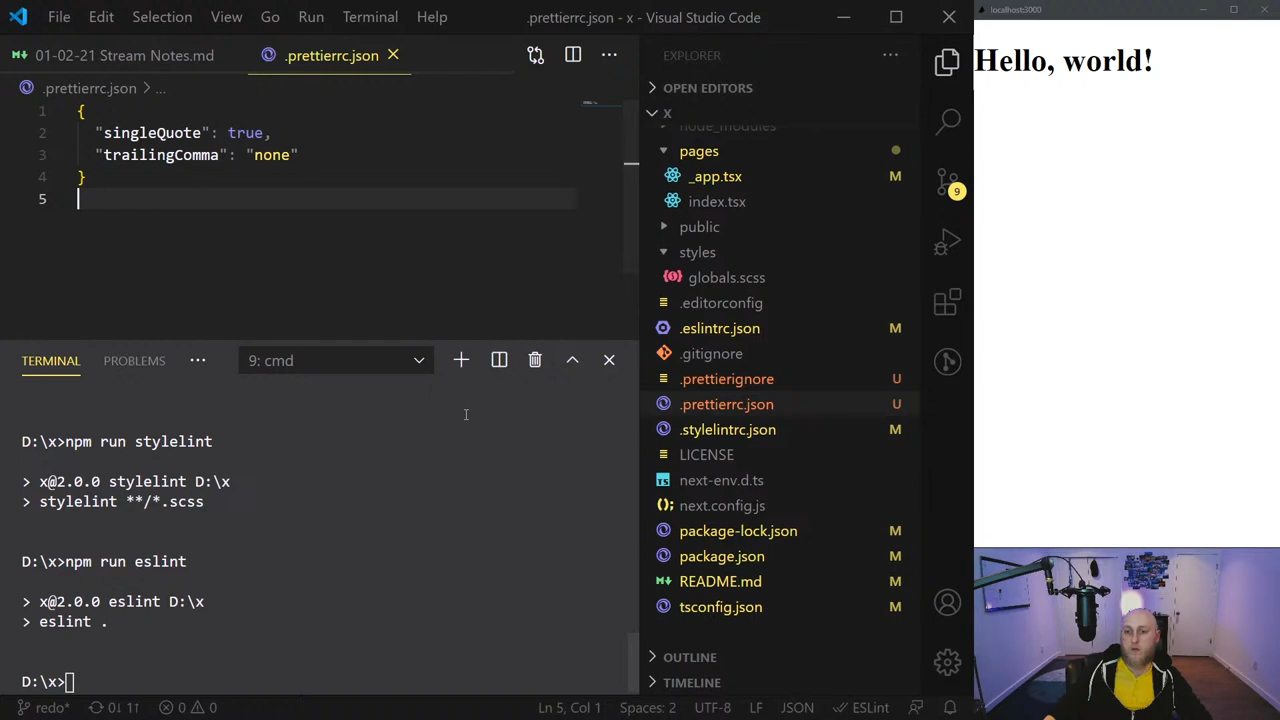 File Edit Selection View Go Run Terminal Help
.prettierrc.json - x - Visual Studio Code
localhost:3000
01-02-21 Stream Notes.md
.prettierrc.json
.prettierrc.json > ...
1 {
2 "singleQuote": true,
3 "trailingComma": "none"
4 }
5
TERMINAL PROBLEMS ... 9: cmd
D:\x>npm run stylelint
> x@2.0.0 stylelint D:\x
> stylelint **/*.scss
D:\x>npm run eslint
> x@2.0.0 eslint D:\x
> eslint .
D:\x>
EXPLORER
OPEN EDITORS
X
node_modules
pages
_app.tsx M
index.tsx
public
styles
globals.scss
.editorconfig
.eslintrc.json M
.gitignore
.prettierignore U
.prettierrc.json U
.stylelintrc.json M
LICENSE
next-env.d.ts
next.config.js
package-lock.json M
package.json M
README.md M
tsconfig.json M
OUTLINE
TIMELINE
9
Hello, world!
redo* 0↓ 1↑ 0 0 Ln 5, Col 1 Spaces: 2 UTF-8 LF JSON ESLint